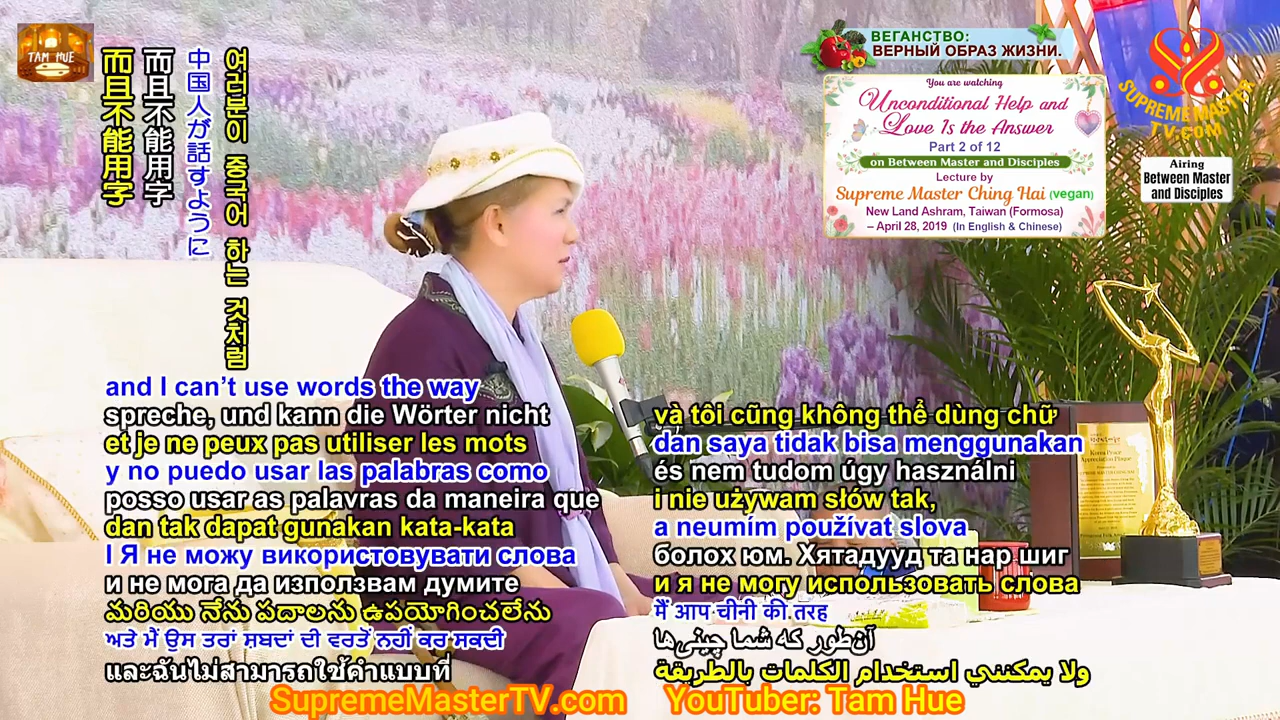 TAM HUE
而且不能用字
而且不能用字
中国人が話すように
여러분이 중국어 하는 것처럼
ВЕГАНСТВО:
ВЕРНЫЙ ОБРАЗ ЖИЗНИ.
You are watching
Unconditional Help and
Love Is the Answer
Part 2 of 12
on Between Master and Disciples
Lecture by
Supreme Master Ching Hai (vegan)
New Land Ashram, Taiwan (Formosa)
– April 28, 2019 (In English & Chinese)
SUPREME MASTER
TV.COM
Airing
Between Master
and Disciples
and I can’t use words the way
spreche, und kann die Wörter nicht
et je ne peux pas utiliser les mots
y no puedo usar las palabras como
posso usar as palavras da maneira que
dan tak dapat gunakan kata-kata
І Я не можу використовувати слова
и не мога да използвам думите
మరియు నేను పదాలను ఉపయోగించలేను
ਅਤੇ ਮੈਂ ਉਸ ਤਰਾਂ ਸ਼ਬਦਾਂ ਦੀ ਵਰਤੋਂ ਨਹੀਂ ਕਰ ਸਕਦੀ
และฉันไม่สามารถใช้คำแบบที่
và tôi cũng không thể dùng chữ
dan saya tidak bisa menggunakan
és nem tudom úgy használni
i nie używam słów tak,
a neumím používat slova
болох юм. Хятадууд та нар шиг
и я не могу использовать слова
मैं आप चीनी की तरह
آن‌طور که شما چینی‌ها
ولا يمكنني استخدام الكلمات بالطريقة
Korea Peace
Appreciation Plaque
SupremeMasterTV.com
YouTuber: Tam Hue